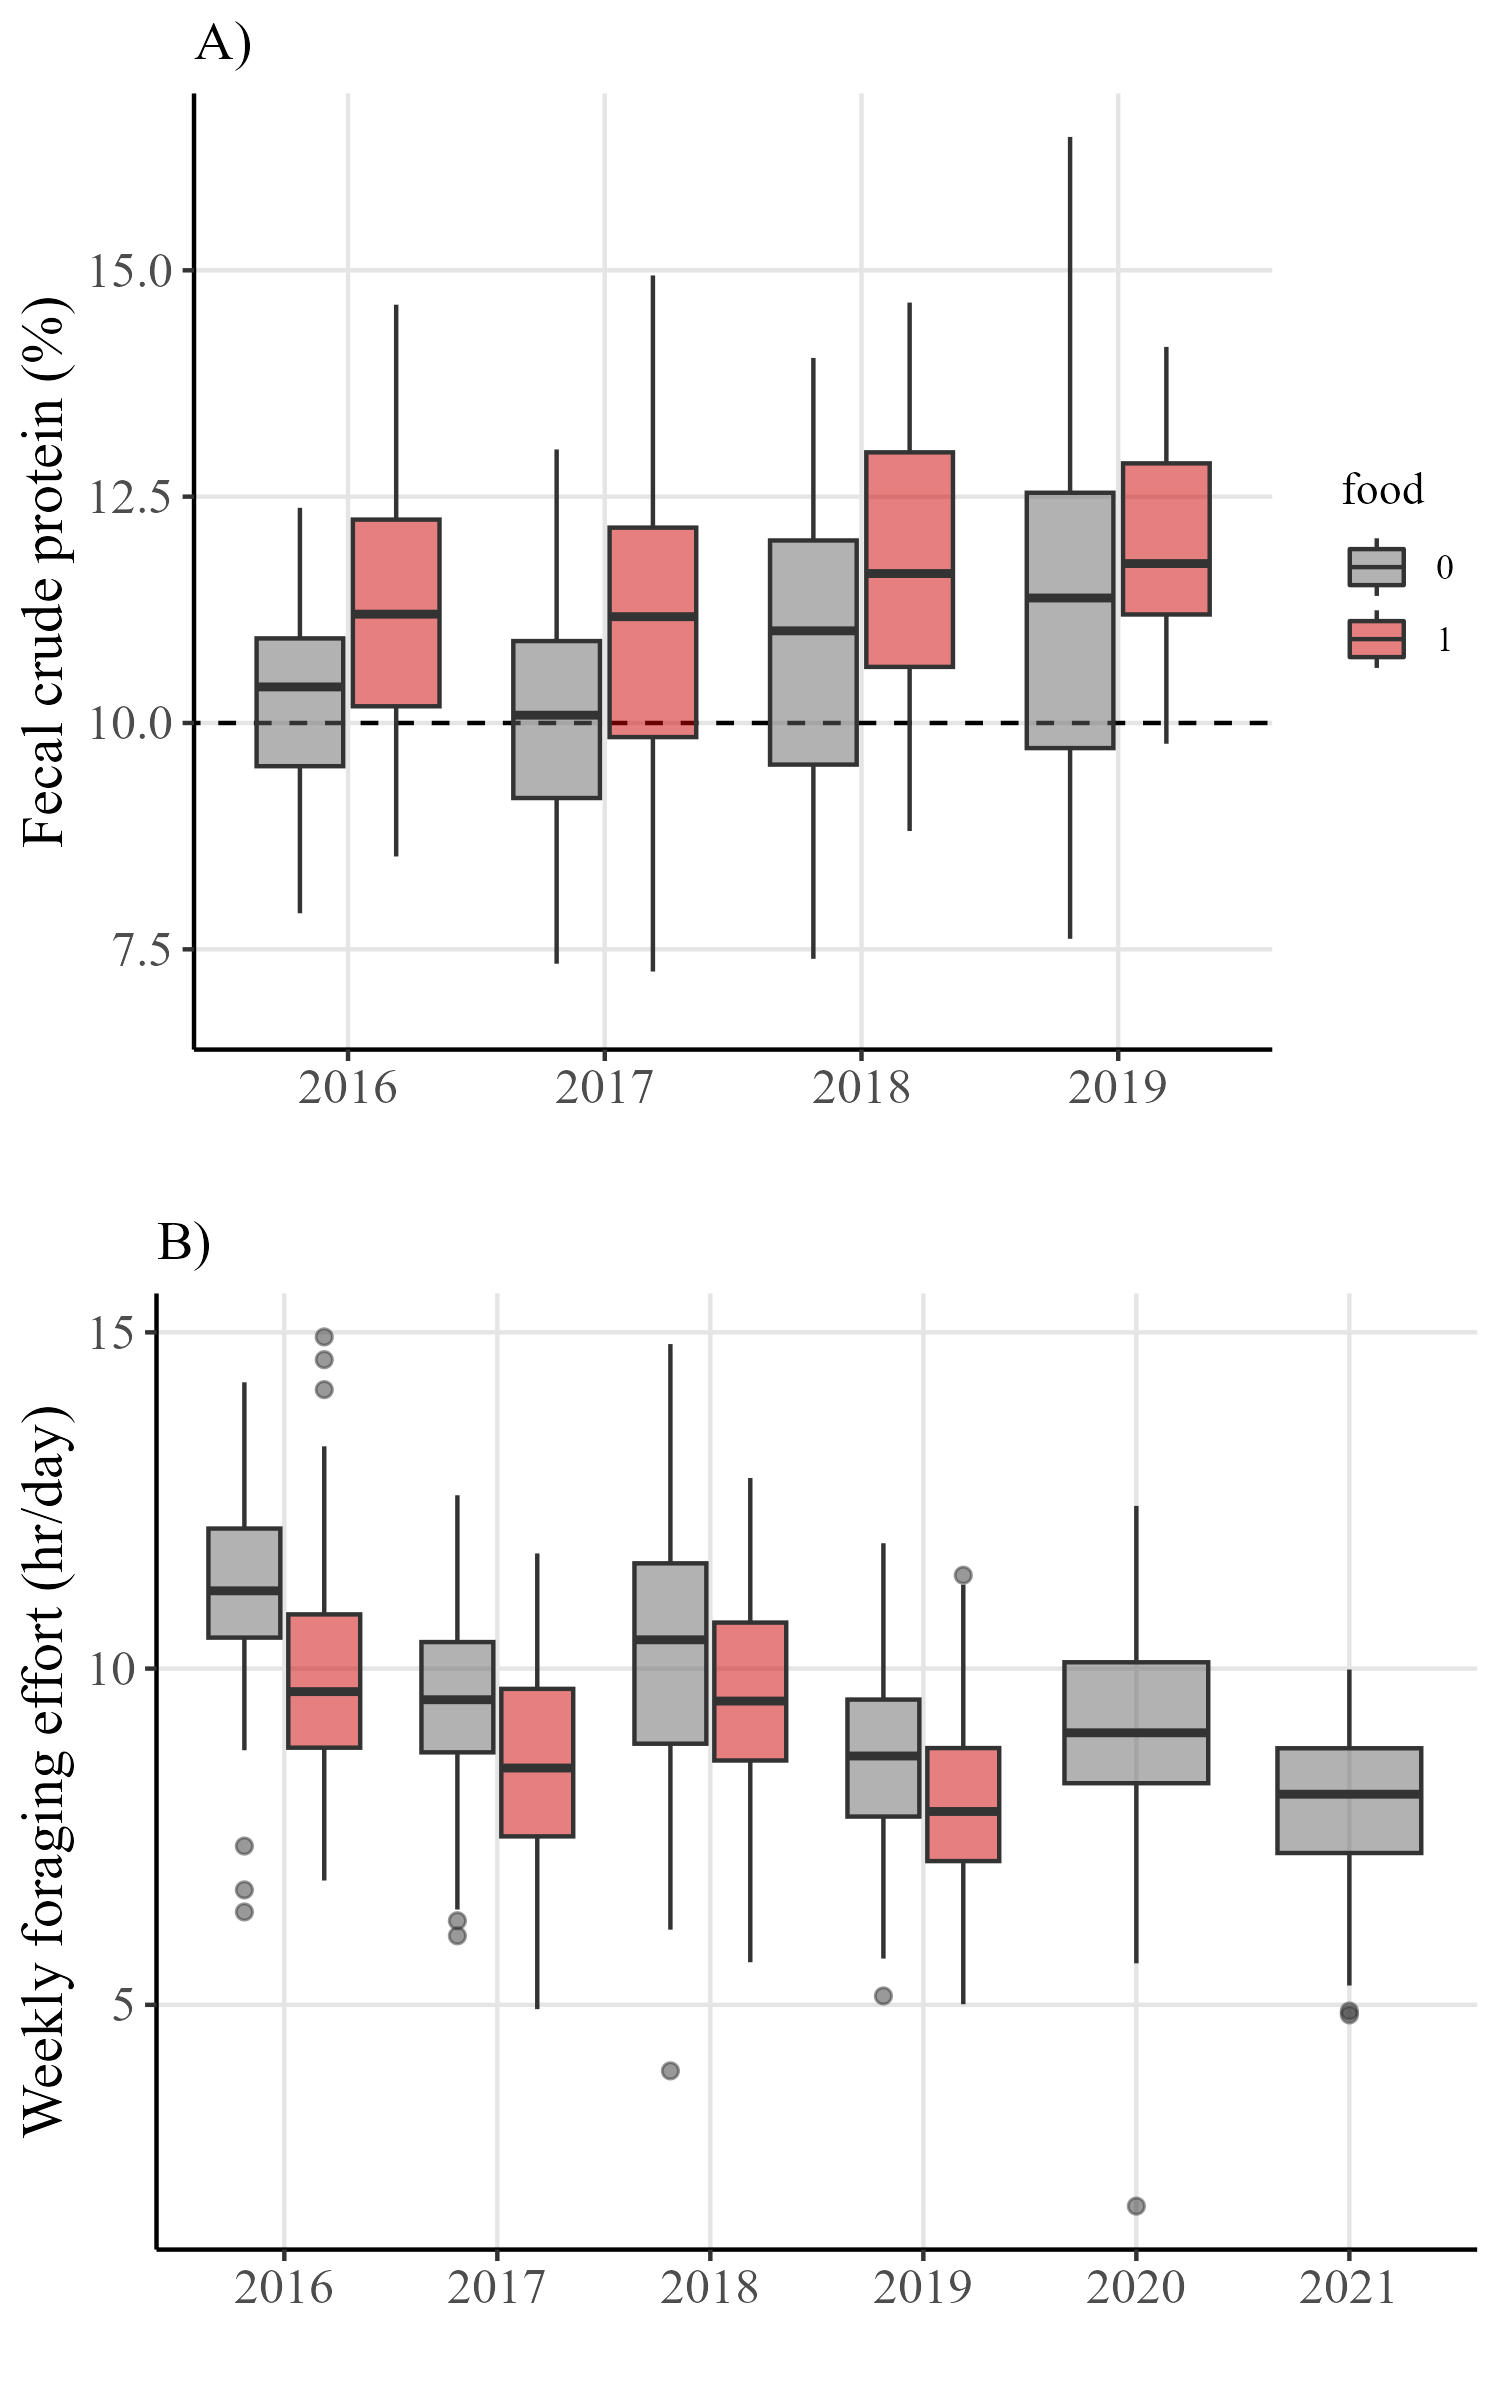 A)
Fecal crude protein (%)
15.0
12.5
10.0
7.5
2016 2017 2018 2019
food
0
1
B)
Weekly foraging effort (hr/day)
15
10
5
2016 2017 2018 2019 2020 2021